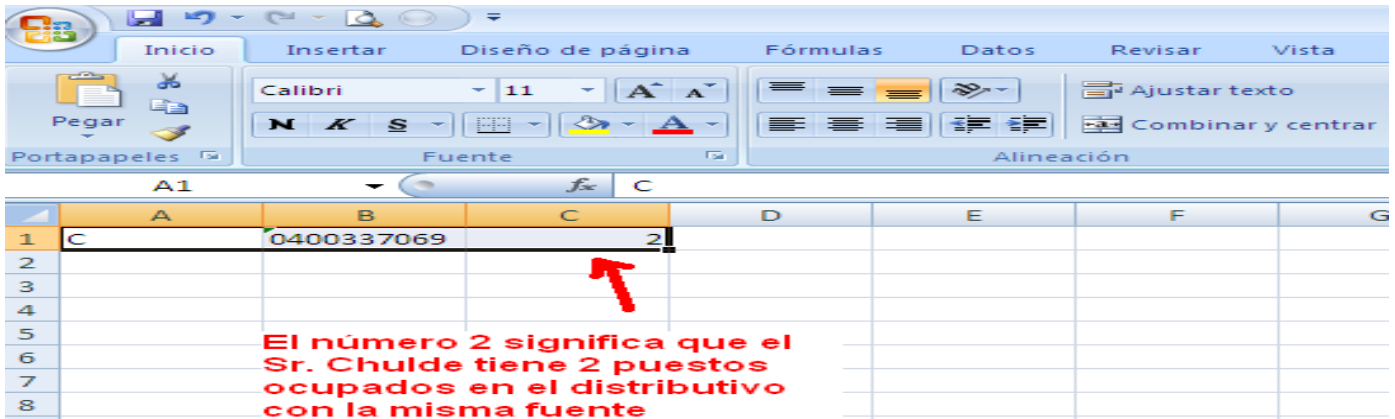 Inicio Insertar Diseño de página Fórmulas Datos Revisar Vista
Calibri 11 A A Ajustar texto
Pegar N K S A Combinar y centrar
Portapapeles Fuente Alineación
A1 fx C
A B C D E F G
1 C 0400337069 2
2
3
4
5
6
7
8
El número 2 significa que el
Sr. Chulde tiene 2 puestos
ocupados en el distributivo
con la misma fuente